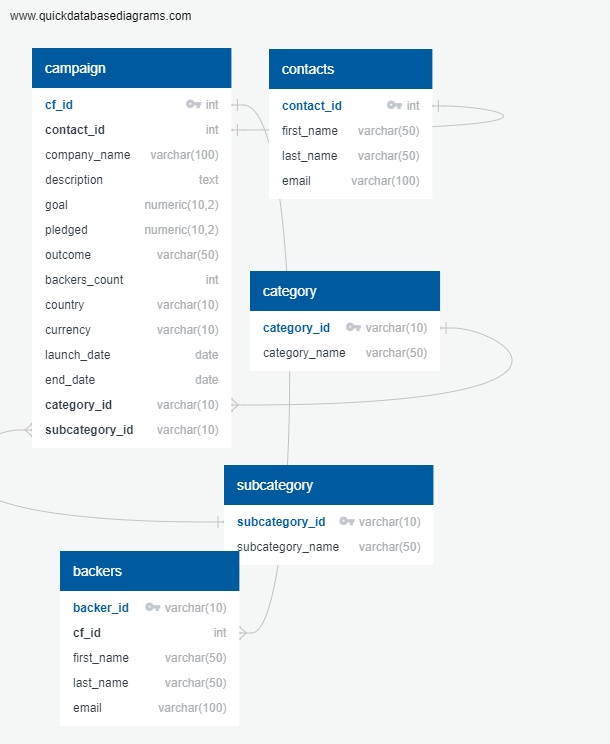 www.quickdatabasediagrams.com
campaign
cf_id int
contact_id int
company_name varchar(100)
description text
goal numeric(10,2)
pledged numeric(10,2)
outcome varchar(50)
backers_count int
country varchar(10)
currency varchar(10)
launch_date date
end_date date
category_id varchar(10)
subcategory_id varchar(10)
contacts
contact_id int
first_name varchar(50)
last_name varchar(50)
email varchar(100)
category
category_id varchar(10)
category_name varchar(50)
subcategory
subcategory_id varchar(10)
subcategory_name varchar(50)
backers
backer_id varchar(10)
cf_id int
first_name varchar(50)
last_name varchar(50)
email varchar(100)